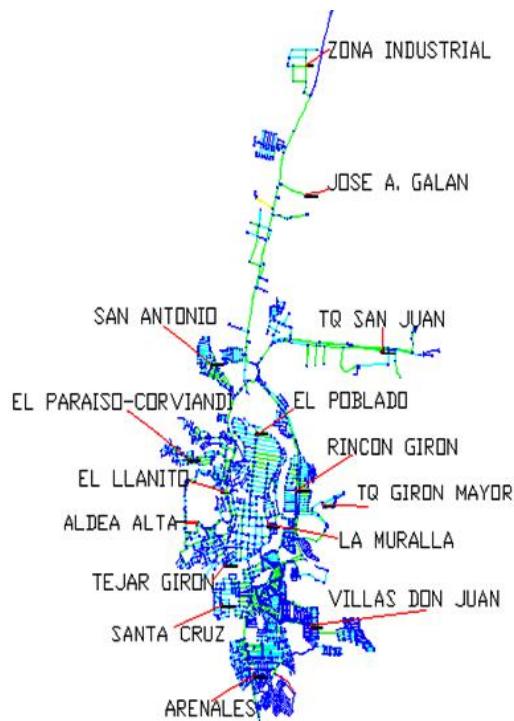 ZONA INDUSTRIAL
JOSE A. GALAN
SAN ANTONIO
TQ SAN JUAN
EL PARAISO-CORVIANDI
EL POBLADO
RINCON GIRON
EL LLANITO
TQ GIRON MAYOR
ALDEA ALTA
LA MURALLA
TEJAR GIRON
VILLAS DON JUAN
SANTA CRUZ
ARENALES